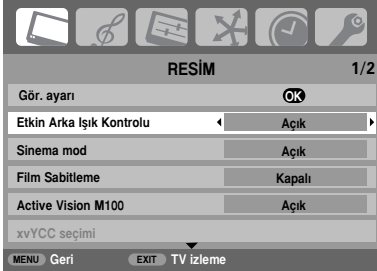 RESİM 1/2
Gör. ayarı OK
Etkin Arka Işık Kontrolu Açık
Sinema mod Açık
Film Sabitleme Kapalı
Active Vision M100 Açık
xvYCC seçimi
MENU Geri EXIT TV izleme